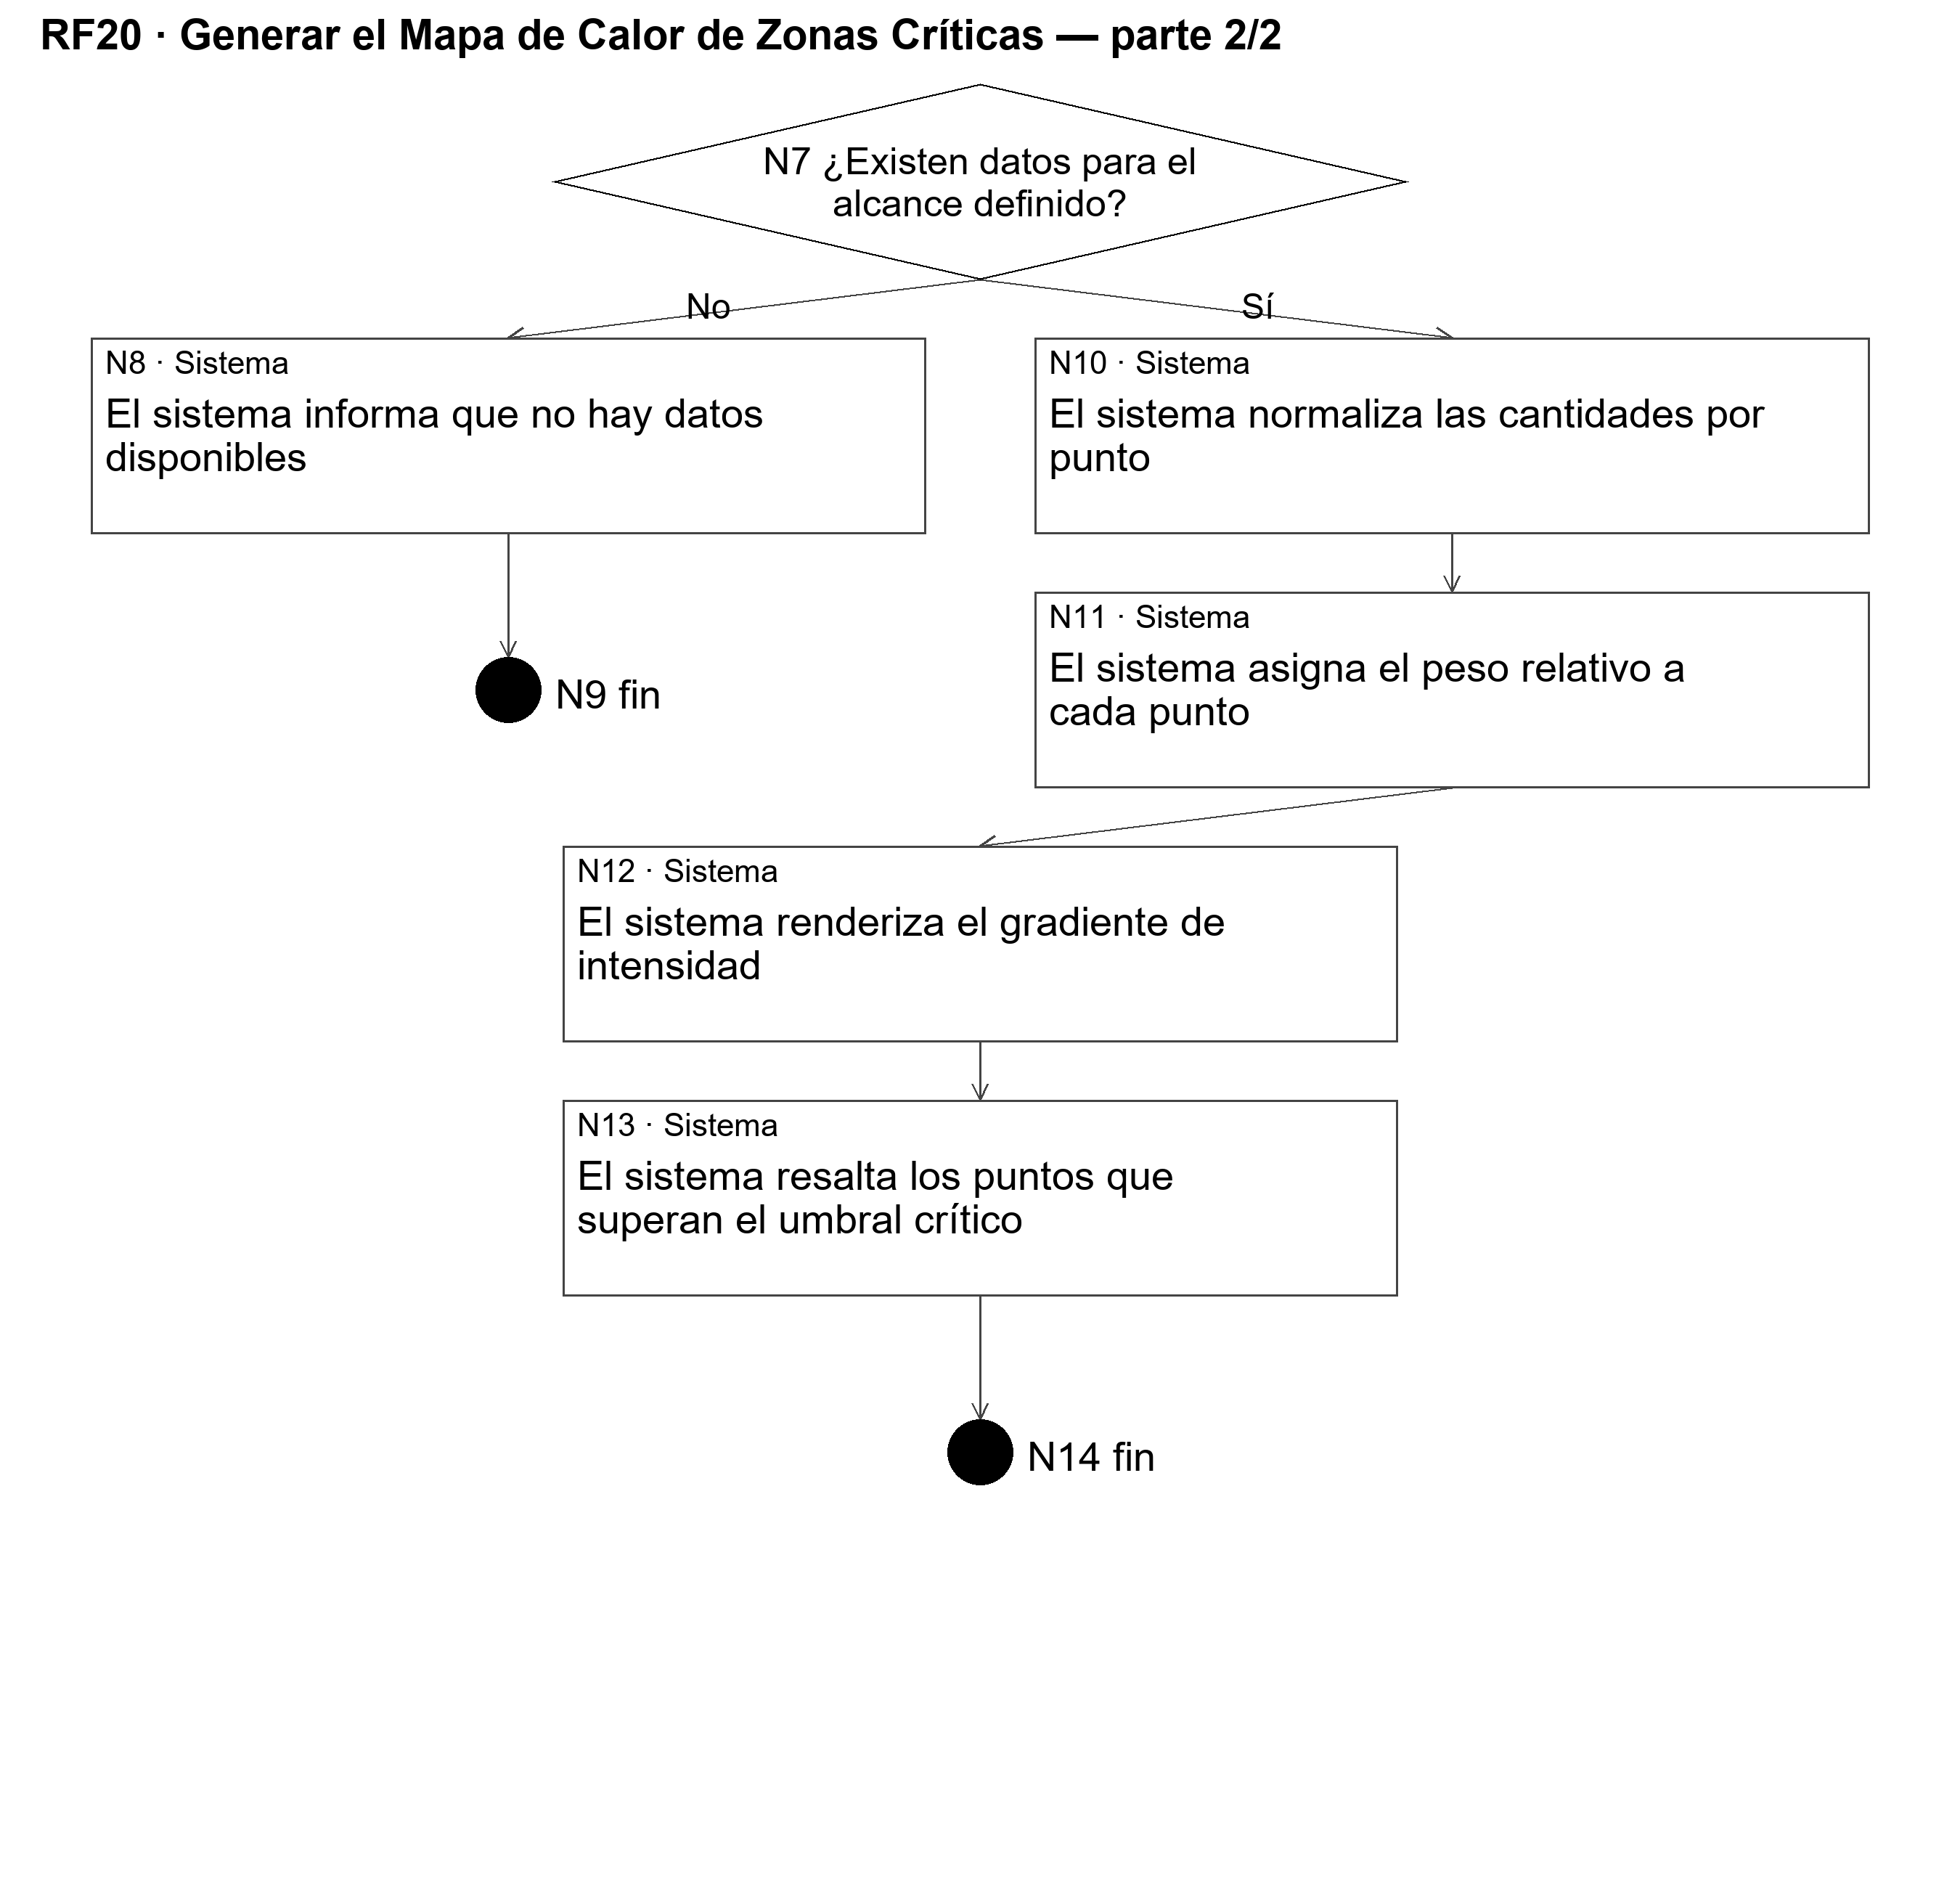 RF20 · Generar el Mapa de Calor de Zonas Críticas — parte 2/2
N7 ¿Existen datos para el
alcance definido?
No
Sí
N8 · Sistema
El sistema informa que no hay datos
disponibles
N10 · Sistema
El sistema normaliza las cantidades por
punto
N11 · Sistema
El sistema asigna el peso relativo a
cada punto
N9 fin
N12 · Sistema
El sistema renderiza el gradiente de
intensidad
N13 · Sistema
El sistema resalta los puntos que
superan el umbral crítico
N14 fin